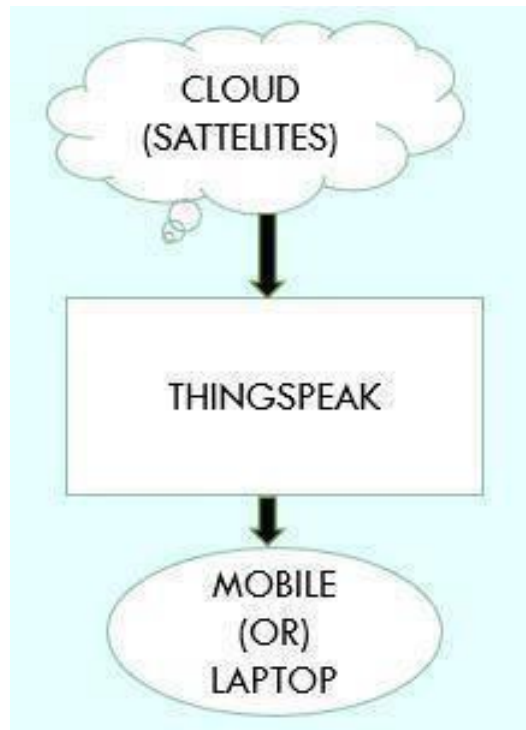 CLOUD
(SATTELITES)
THINGSPEAK
MOBILE
(OR)
LAPTOP